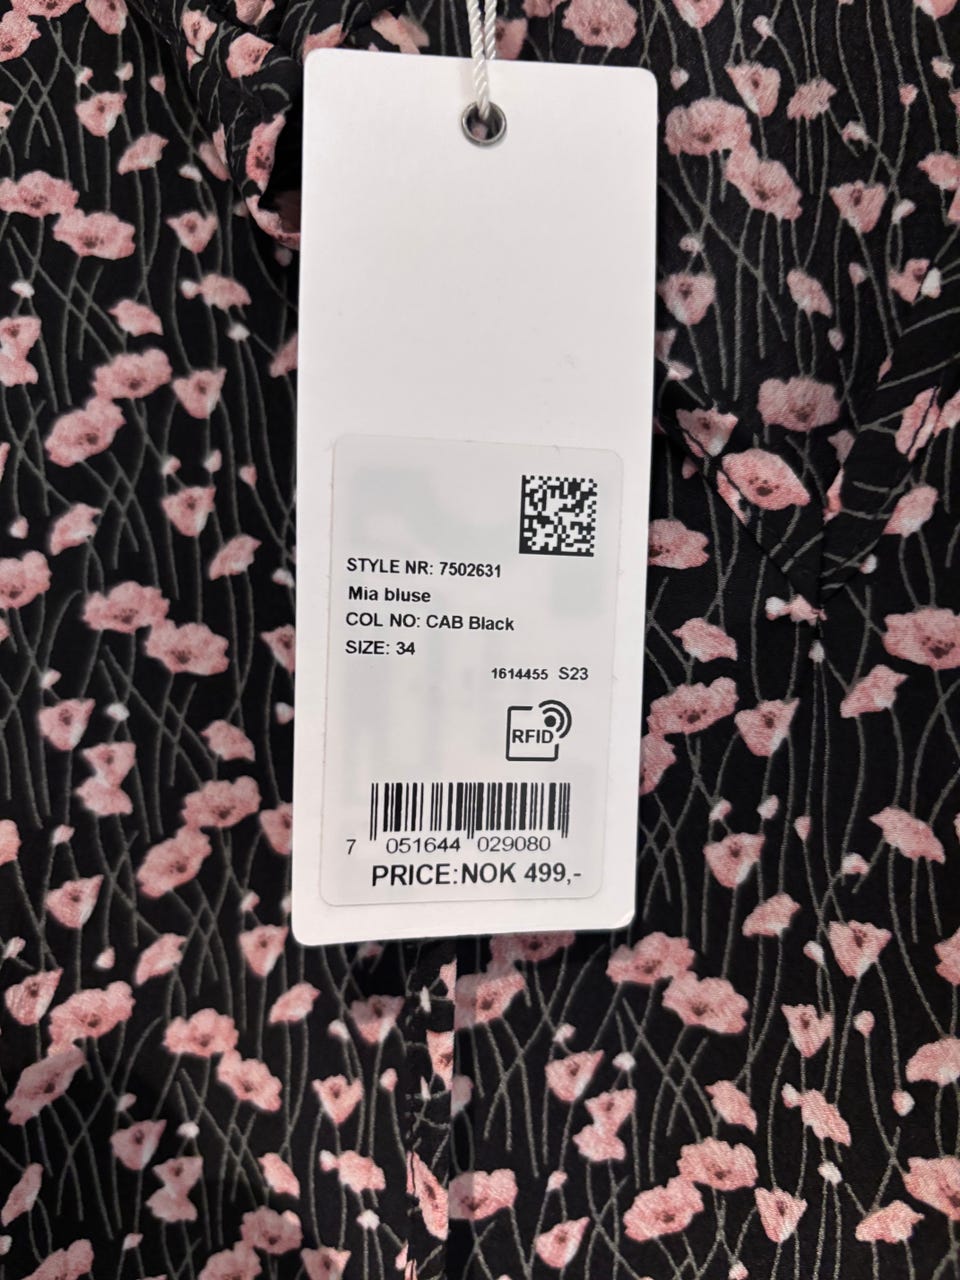 STYLE NR: 7502631
Mia bluse
COL NO: CAB Black
SIZE: 34
1614455 S23
RFID
7 051644 029080
PRICE:NOK 499,-